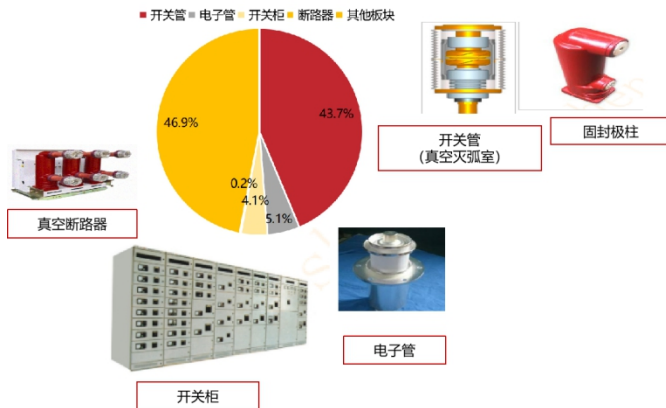 开关管 电子管 开关柜 断路器 其他板块
46.9%
43.7%
0.2%
4.1%
5.1%
开关管
（真空灭弧室）
固封极柱
真空断路器
电子管
开关柜